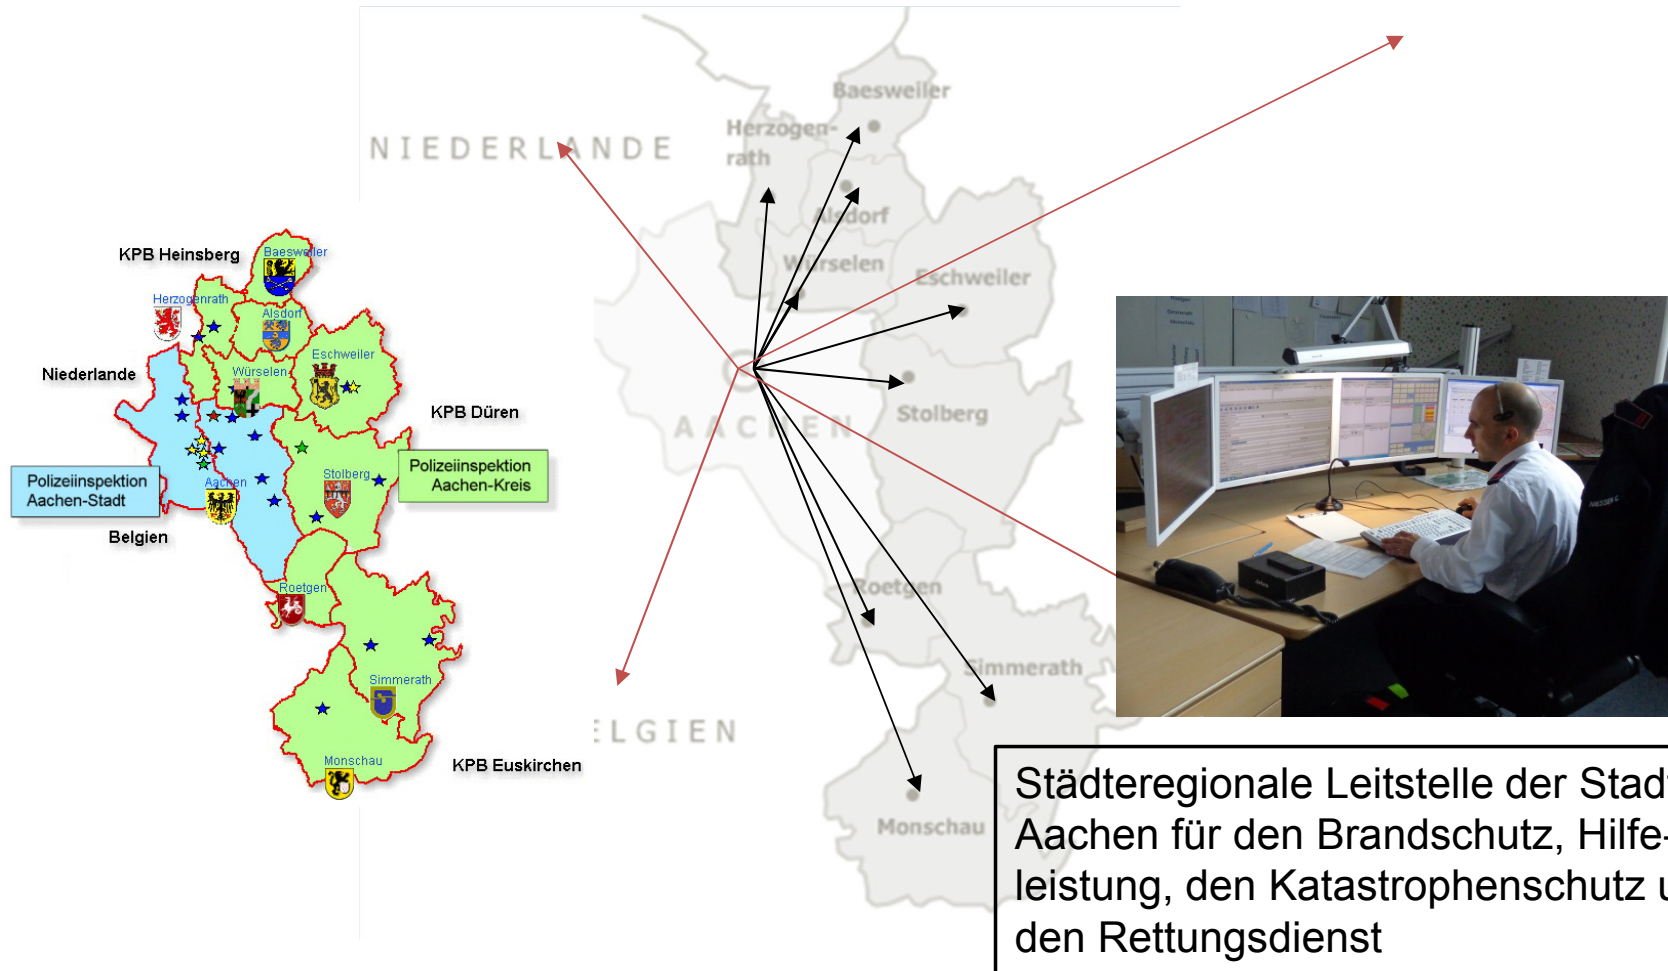 NIEDERLANDE
Baesweiler
Herzogen-
rath
Alsdorf
Würselen
Eschweiler
Stolberg
AACHEN
Roetgen
Simmerath
ELGIEN
Monschau
KPB Heinsberg
Baesweiler
Herzogenrath
Alsdorf
Eschweiler
Niederlande
Würselen
KPB Düren
Polizeiinspektion
Aachen-Kreis
Polizeiinspektion
Aachen-Stadt
Stolberg
Aachen
Belgien
Roetgen
Simmerath
Monschau
KPB Euskirchen
Städteregionale Leitstelle der Stad
Aachen für den Brandschutz, Hilfe-
leistung, den Katastrophenschutz u
den Rettungsdienst